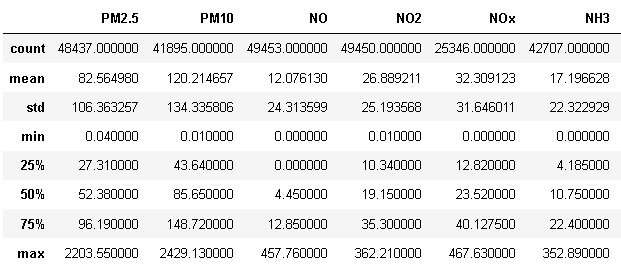 PM2.5 PM10 NO NO2 NOx NH3
count 48437.000000 41895.000000 49453.000000 49450.000000 25346.000000 42707.000000
mean 82.564980 120.214657 12.076130 26.889211 32.309123 17.196628
std 106.363257 134.335806 24.313599 25.193568 31.646011 22.322929
min 0.040000 0.010000 0.000000 0.010000 0.000000 0.000000
25% 27.310000 43.640000 0.000000 10.340000 12.820000 4.185000
50% 52.380000 85.650000 4.450000 19.150000 23.520000 10.750000
75% 96.190000 148.720000 12.850000 35.300000 40.127500 22.400000
max 2203.550000 2429.130000 457.760000 362.210000 467.630000 352.890000